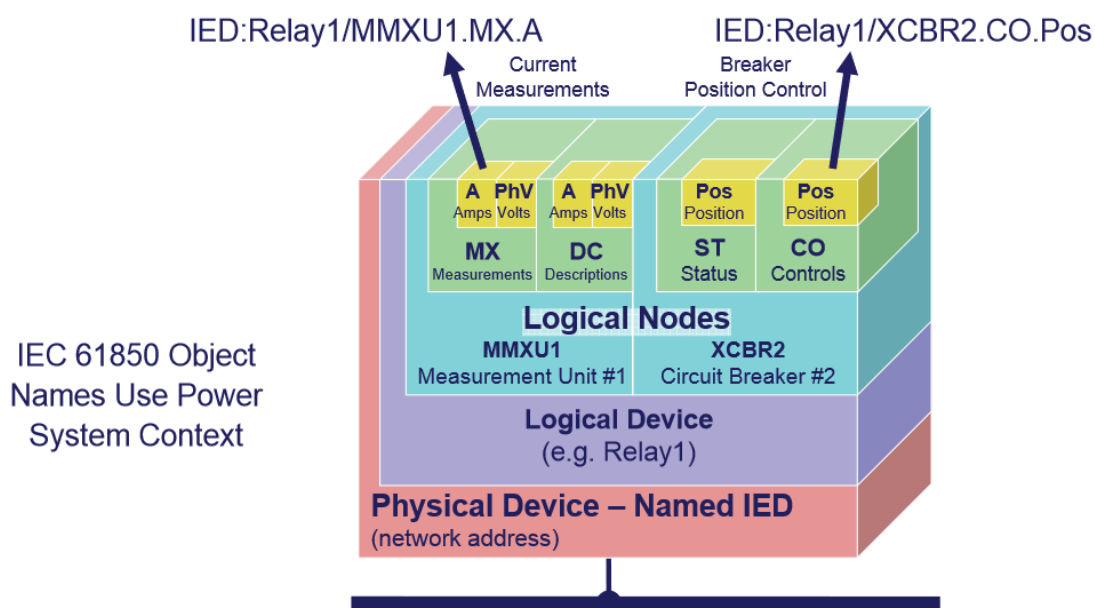 IED:Relay1/MMXU1.MX.A
IED:Relay1/XCBR2.CO.Pos
Current
Measurements
Breaker
Position Control
A PhV
Amps Volts
A PhV
Amps Volts
Pos
Position
Pos
Position
MX
Measurements
DC
Descriptions
ST
Status
CO
Controls
Logical Nodes
MMXU1
Measurement Unit #1
XCBR2
Circuit Breaker #2
IEC 61850 Object
Names Use Power
System Context
Logical Device
(e.g. Relay1)
Physical Device – Named IED
(network address)